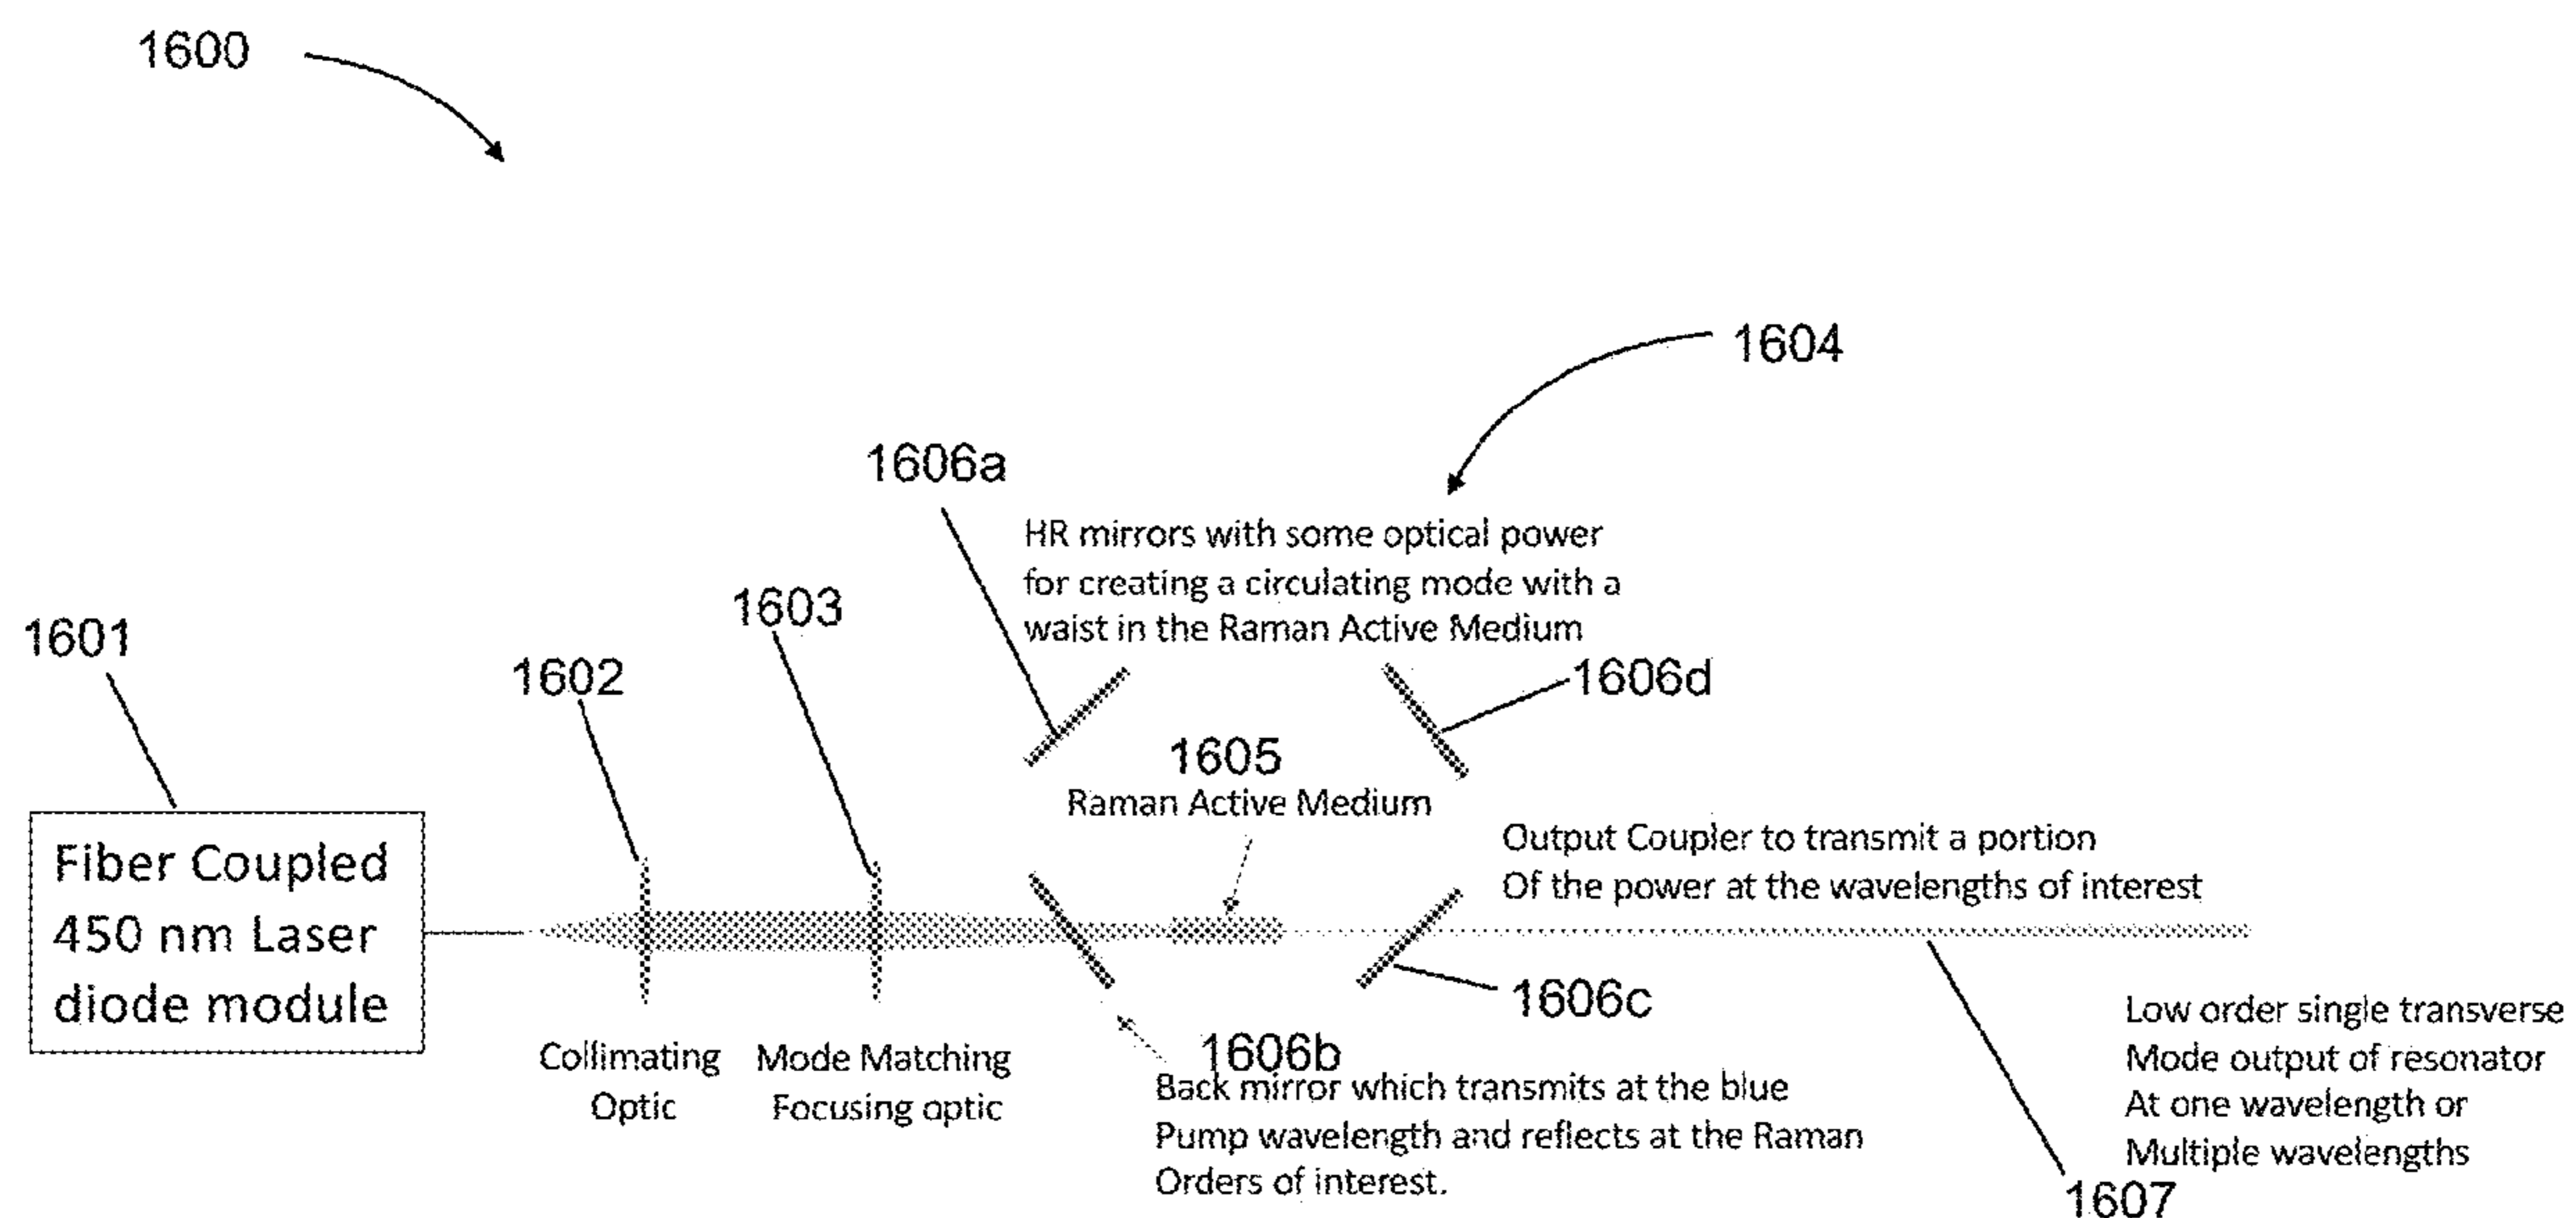 1600
1604
1606a
HR mirrors with some optical power
for creating a circulating mode with a
waist in the Raman Active Medium
1603
1601
1602
1606d
1605
Raman Active Medium
Fiber Coupled
450 nm Laser
diode module
Output Coupler to transmit a portion
Of the power at the wavelengths of interest
1606c
Collimating
Optic
Mode Matching
Focusing optic
1606b
Back mirror which transmits at the blue
Pump wavelength and reflects at the Raman
Orders of interest.
Low order single transverse
Mode output of resonator
At one wavelength or
Multiple wavelengths
1607